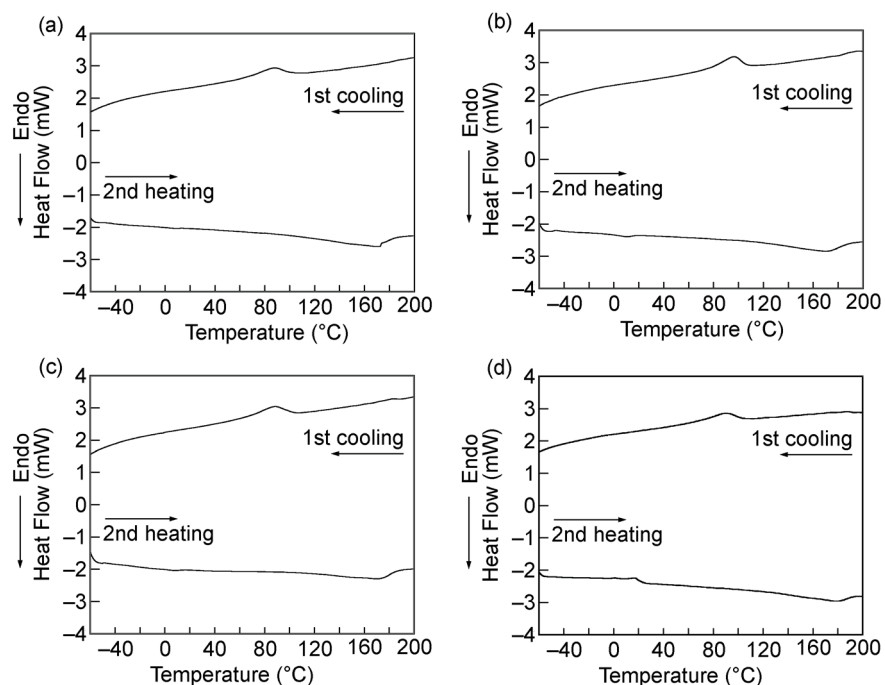 (a)
4
3
2
1
0
–1
–2
–3
–4
Endo
Heat Flow (mW)
1st cooling
2nd heating
–40 0 40 80 120 160 200
Temperature (°C)
(b)
4
3
2
1
0
–1
–2
–3
–4
Endo
Heat Flow (mW)
1st cooling
2nd heating
–40 0 40 80 120 160 200
Temperature (°C)
(c)
4
3
2
1
0
–1
–2
–3
–4
Endo
Heat Flow (mW)
1st cooling
2nd heating
–40 0 40 80 120 160 200
Temperature (°C)
(d)
4
3
2
1
0
–1
–2
–3
–4
Endo
Heat Flow (mW)
1st cooling
2nd heating
–40 0 40 80 120 160 200
Temperature (°C)